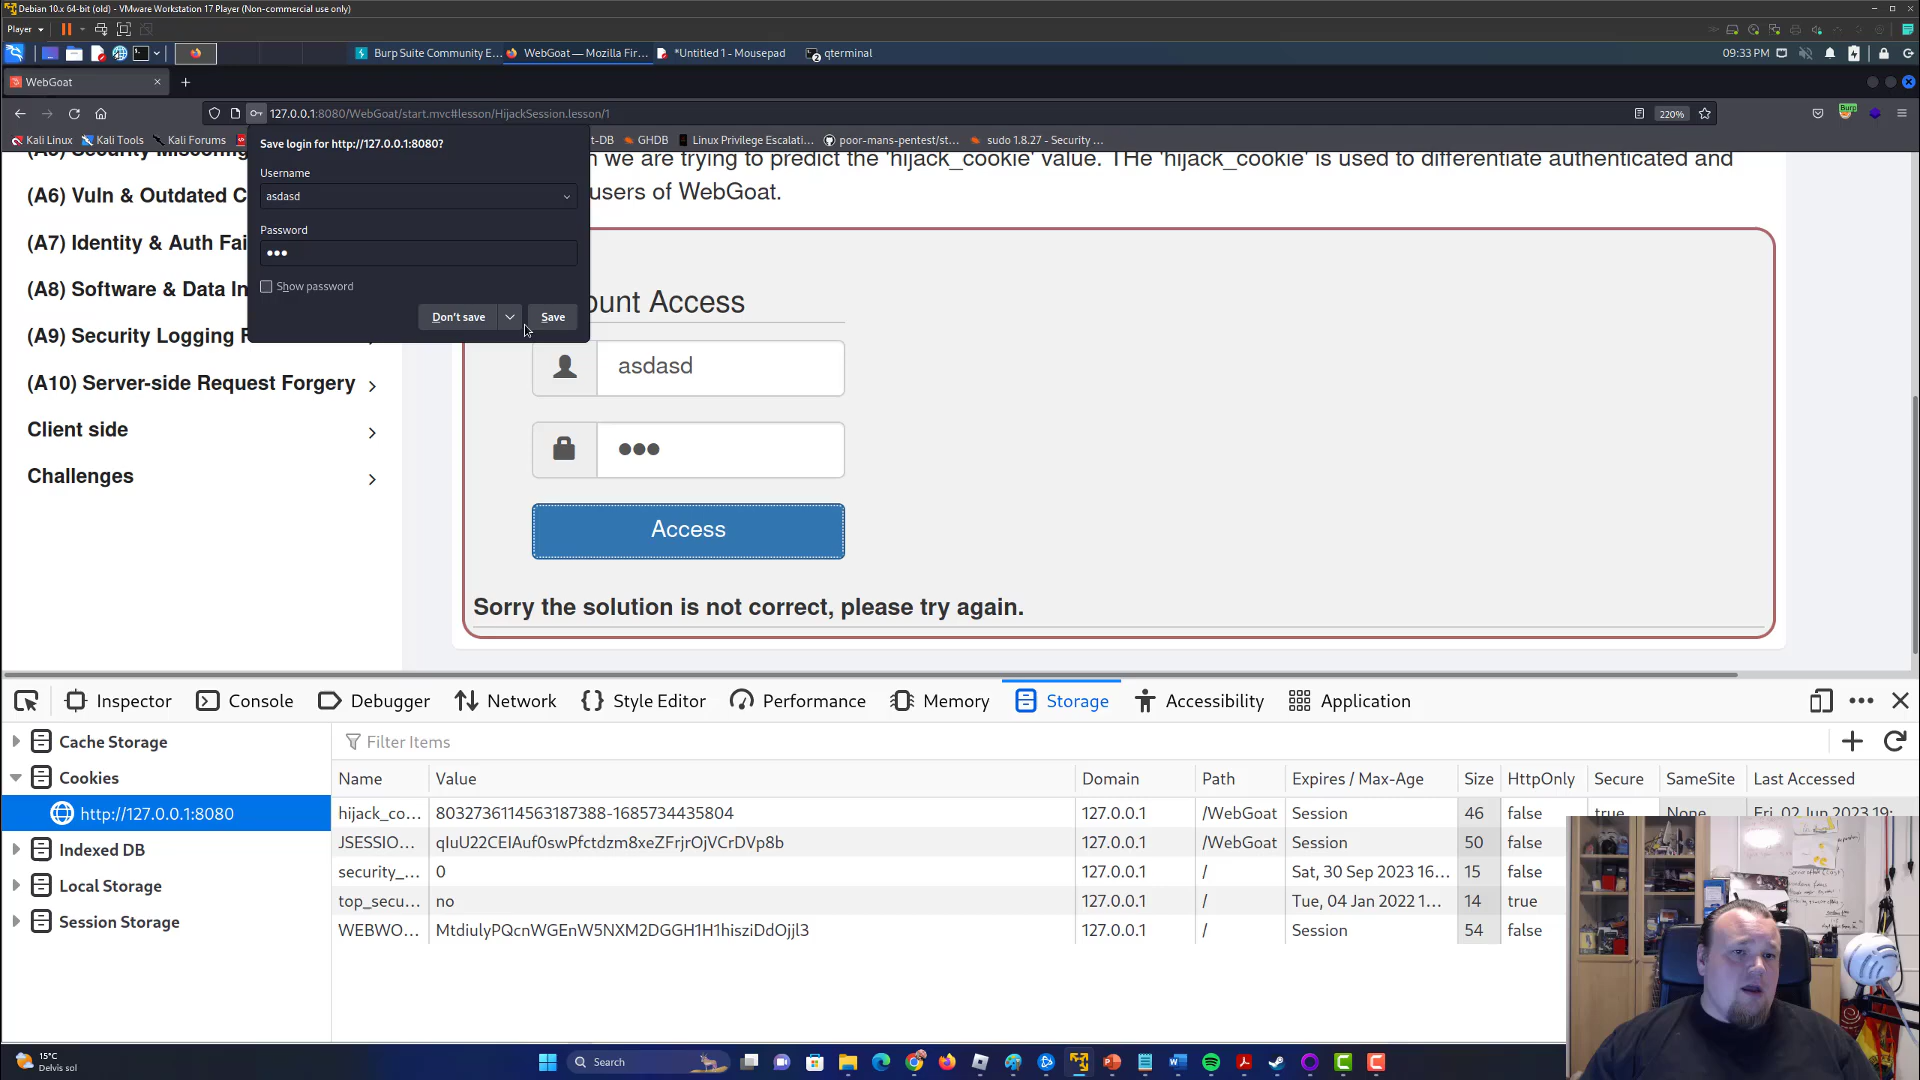 Debian 10.x 64-bit (old) - VMware Workstation 17 Player (Non-commercial use only)
Player
Burp Suite Community E...
WebGoat — Mozilla Fir...
*Untitled 1 - Mousepad
qterminal
09:33 PM
WebGoat
127.0.0.1:8080/WebGoat/start.mvc#lesson/HijackSession.lesson/1
220%
Burp
Kali Linux
Kali Tools
Kali Forums
t-DB
GHDB
Linux Privilege Escalati...
poor-mans-pentest/st...
sudo 1.8.27 - Security ...
Save login for http://127.0.0.1:8080?
Username
asdasd
Password
Show password
Don't save
Save
n we are trying to predict the 'hijack_cookie' value. THe 'hijack_cookie' is used to differentiate authenticated and
users of WebGoat.
(A6) Vuln & Outdated C
(A7) Identity & Auth Fai
(A8) Software & Data In
(A9) Security Logging F
(A10) Server-side Request Forgery
Client side
Challenges
ount Access
asdasd
Access
Sorry the solution is not correct, please try again.
Inspector
Console
Debugger
Network
Style Editor
Performance
Memory
Storage
Accessibility
Application
Cache Storage
Cookies
http://127.0.0.1:8080
Indexed DB
Local Storage
Session Storage
Filter Items
Name Value Domain Path Expires / Max-Age Size HttpOnly Secure SameSite Last Accessed
hijack_co... 8032736114563187388-1685734435804 127.0.0.1 /WebGoat Session 46 false true None Fri, 02 Jun 2023 19:
JSESSIO... qIuU22CEIAuf0swPfctdzm8xeZFrjrOjVCrDVp8b 127.0.0.1 /WebGoat Session 50 false
security_... 0 127.0.0.1 / Sat, 30 Sep 2023 16... 15 false
top_secu... no 127.0.0.1 / Tue, 04 Jan 2022 1... 14 true
WEBWO... MtdiulyPQcnWGEnW5NXM2DGGH1H1hisziDdOjjl3 127.0.0.1 / Session 54 false
15°C
Delvis sol
Search